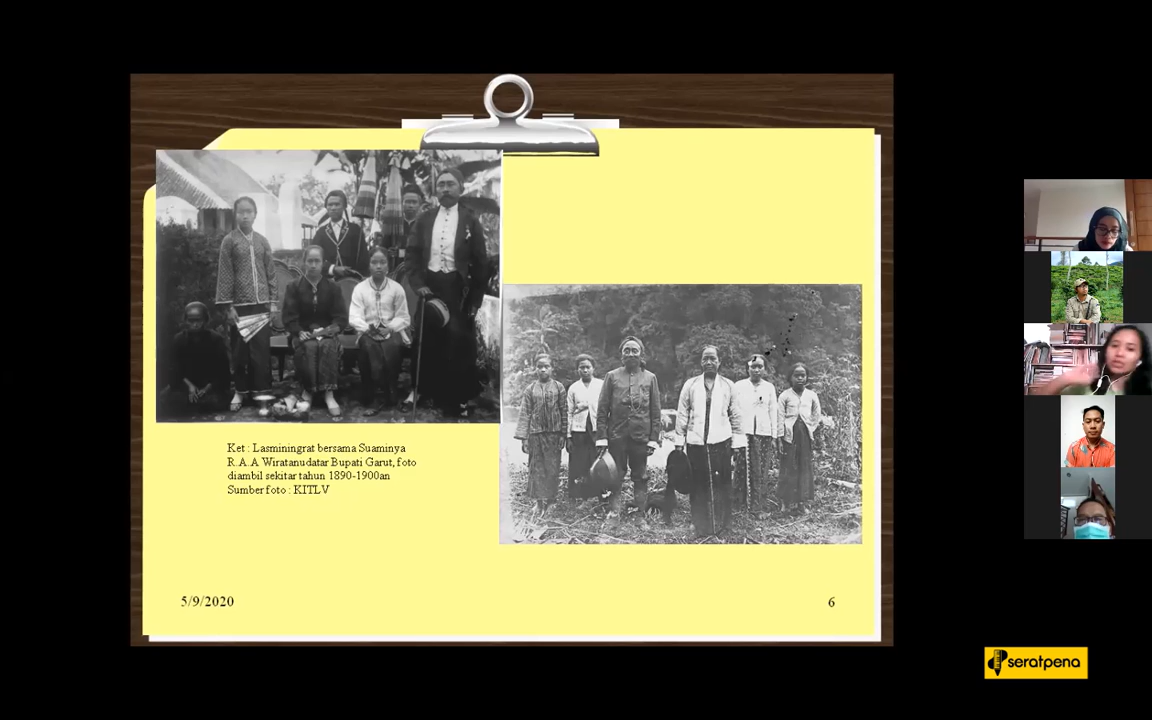 Ket : Lasminingrat bersama Suaminya
R.A.A Wiratanudatar Bupati Garut, foto
diambil sekitar tahun 1890-1900an
Sumber foto : KITLV
5/9/2020
6
seratpena